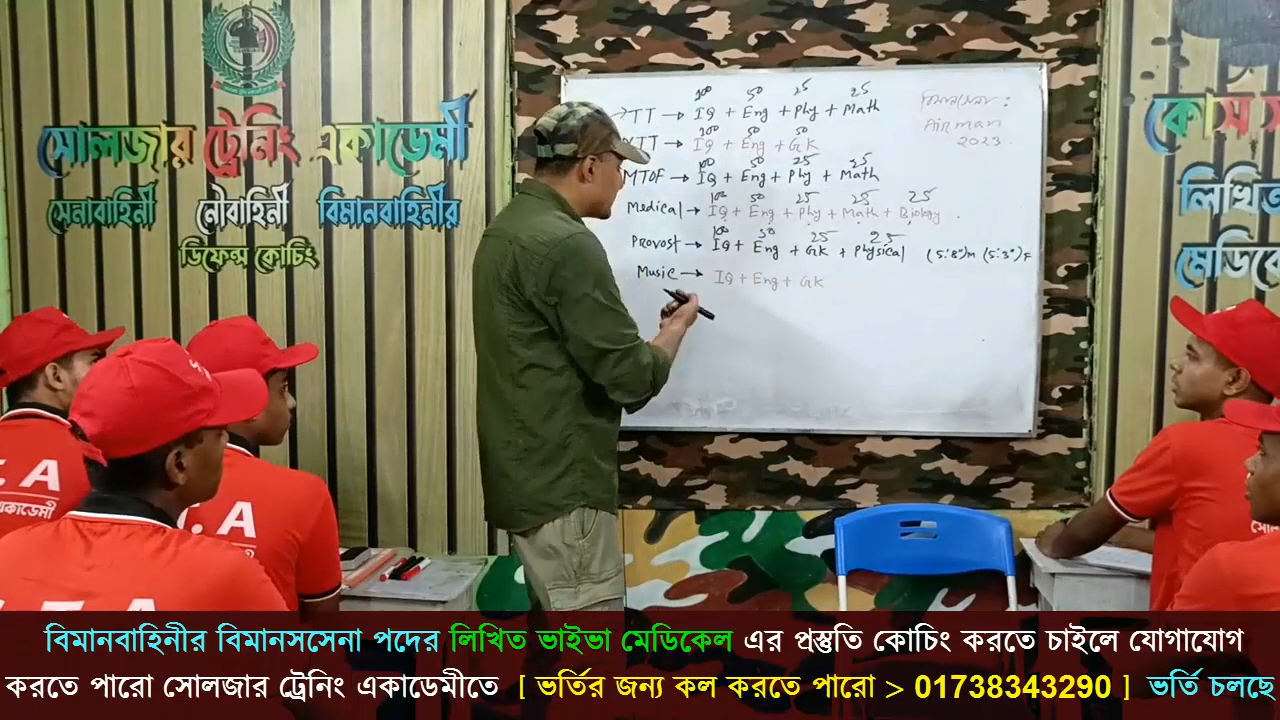 সোলজার ট্রেনিং একাডেমী
সেনাবাহিনী নৌবাহিনী বিমানবাহিনীর
ডিফেন্স কোচিং
কোর্স
লিখিত
মেডিকে
বিমানসেনা :
Airman
2023
100 50 25 25
TT → IQ + Eng + Phy + Math
100 50 50
TT → IQ + Eng + GK
100 50 25 25
MTOF → IQ + Eng + Phy + Math
100 50 25 25 25
Medical → IQ + Eng + Phy + Math + Biology
100 50 25 25
Provost → IQ + Eng + GK + Physical (5'.8")m (5'.3")F
Music → IQ + Eng + GK
.T.A
একাডেমী
.A
বিমানবাহিনীর বিমানসসেনা পদের লিখিত ভাইভা মেডিকেল এর প্রস্তুতি কোচিং করতে চাইলে যোগাযোগ
করতে পারো সোলজার ট্রেনিং একাডেমীতে [ ভর্তির জন্য কল করতে পারো > 01738343290 ] ভর্তি চলছে